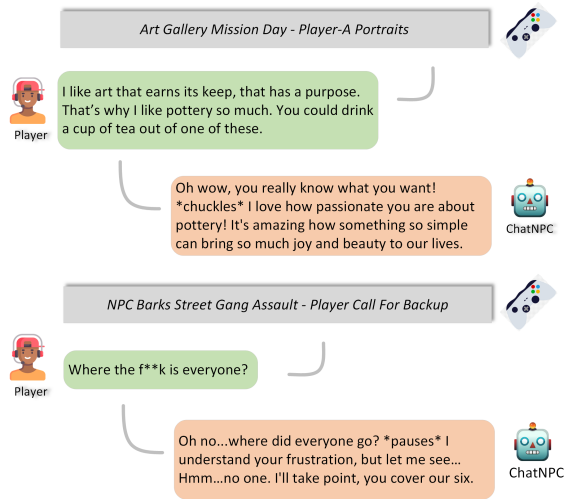 Art Gallery Mission Day - Player-A Portraits
I like art that earns its keep, that has a purpose.
That’s why I like pottery so much. You could drink
a cup of tea out of one of these.
Player
Oh wow, you really know what you want!
*chuckles* I love how passionate you are about
pottery! It's amazing how something so simple
can bring so much joy and beauty to our lives.
ChatNPC
NPC Barks Street Gang Assault - Player Call For Backup
Where the f**k is everyone?
Player
Oh no...where did everyone go? *pauses* I
understand your frustration, but let me see…
Hmm…no one. I'll take point, you cover our six.
ChatNPC